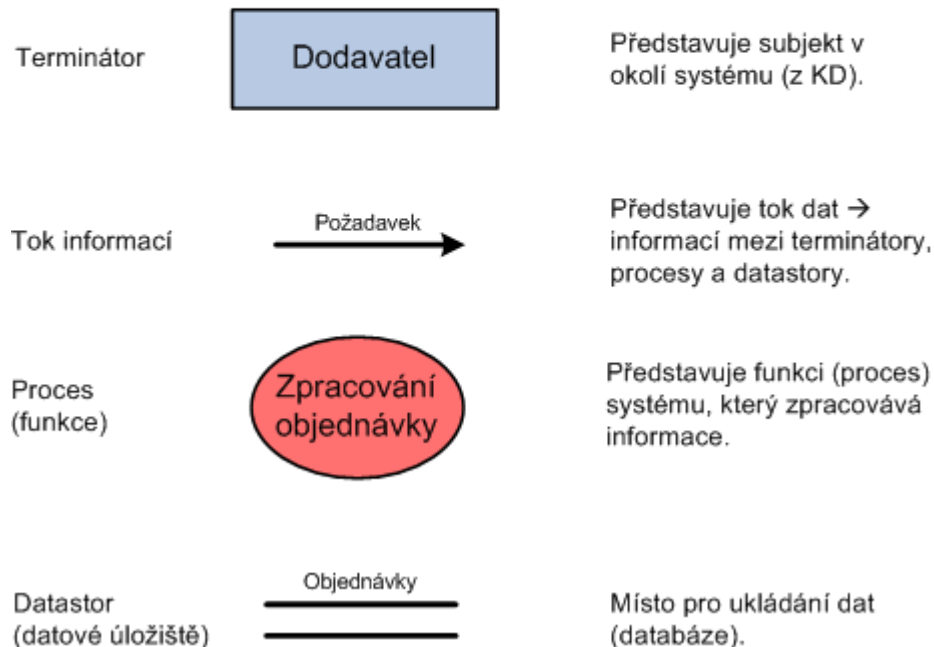 Terminátor
Dodavatel
Představuje subjekt v
okolí systému (z KD).
Tok informací
Požadavek
Představuje tok dat →
informací mezi terminátory,
procesy a datastory.
Proces
(funkce)
Zpracování
objednávky
Představuje funkci (proces)
systému, který zpracovává
informace.
Datastor
(datové úložiště)
Objednávky
Místo pro ukládání dat
(databáze).